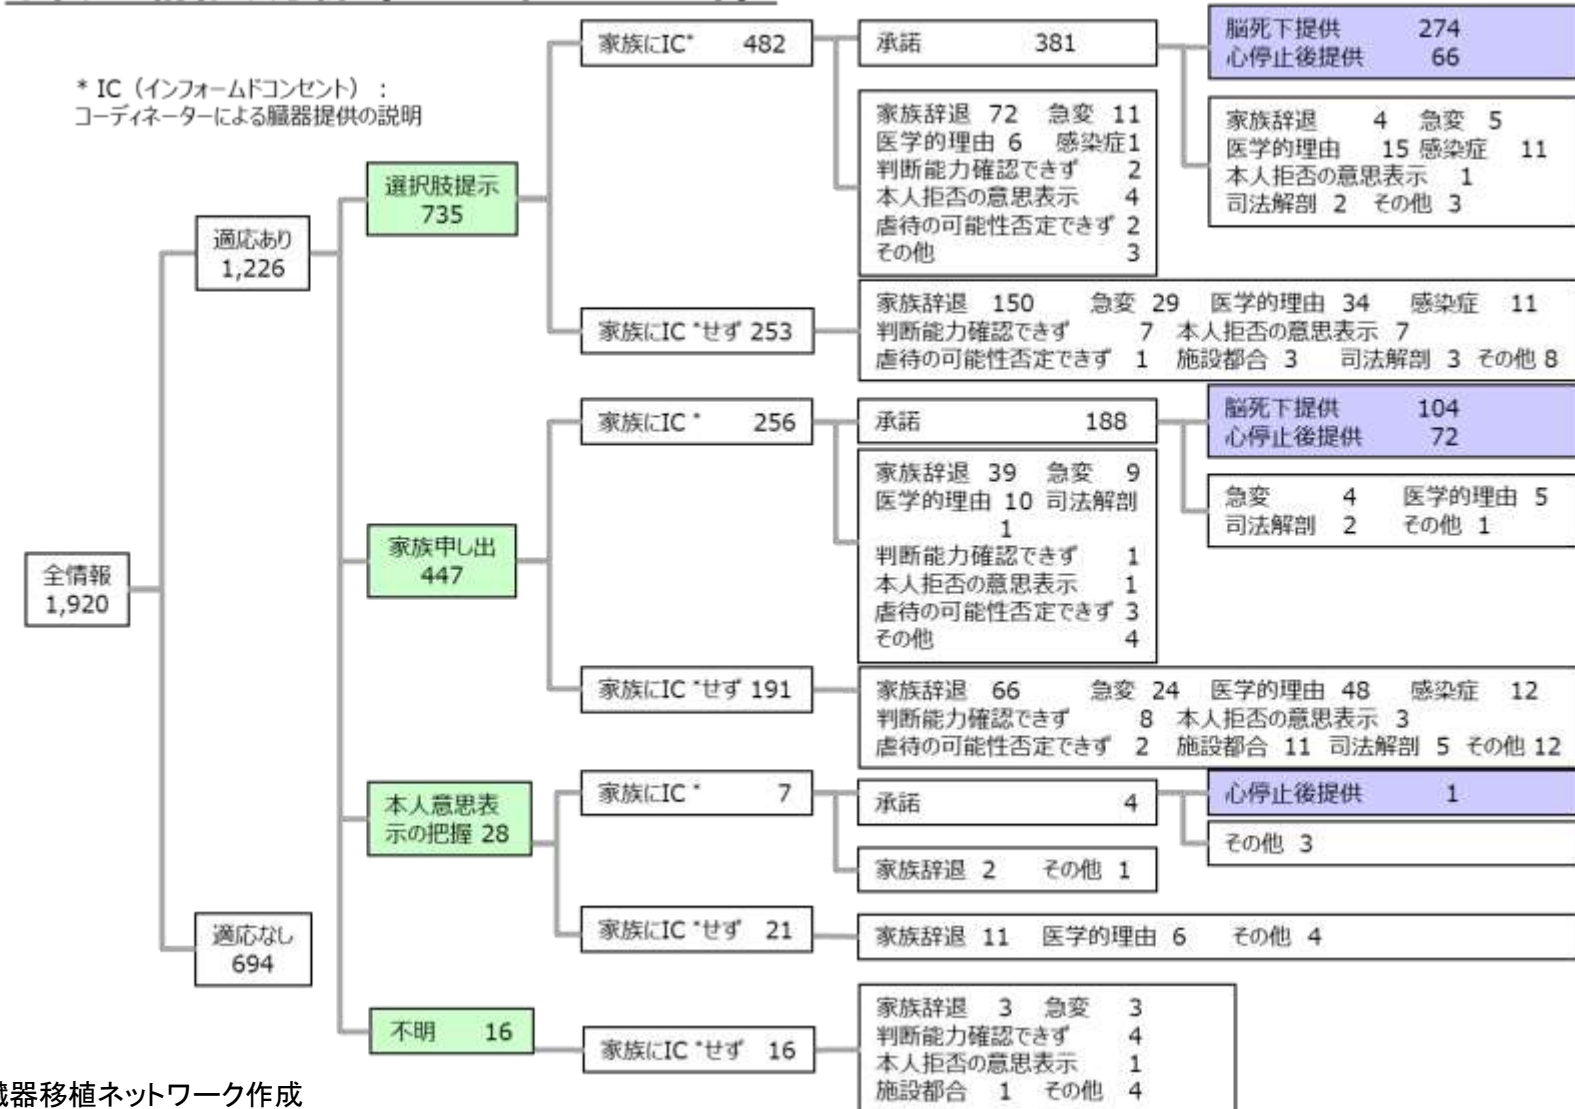 * IC（インフォームドコンセント）：
コーディネーターによる臓器提供の説明
全情報
1,920
適応あり
1,226
適応なし
694
選択肢提示
735
家族にIC* 482
承諾 381
脳死下提供 274
心停止後提供 66
家族辞退 4 急変 5
医学的理由 15 感染症 11
本人拒否の意思表示 1
司法解剖 2 その他 3
家族辞退 72 急変 11
医学的理由 6 感染症1
判断能力確認できず 2
本人拒否の意思表示 4
虐待の可能性否定できず 2
その他 3
家族にIC*せず 253
家族辞退 150 急変 29 医学的理由 34 感染症 11
判断能力確認できず 7 本人拒否の意思表示 7
虐待の可能性否定できず 1 施設都合 3 司法解剖 3 その他 8
家族申し出
447
家族にIC* 256
承諾 188
脳死下提供 104
心停止後提供 72
急変 4 医学的理由 5
司法解剖 2 その他 1
家族辞退 39 急変 9
医学的理由 10 司法解剖
1
判断能力確認できず 1
本人拒否の意思表示 1
虐待の可能性否定できず 3
その他 4
家族にIC*せず 191
家族辞退 66 急変 24 医学的理由 48 感染症 12
判断能力確認できず 8 本人拒否の意思表示 3
虐待の可能性否定できず 2 施設都合 11 司法解剖 5 その他 12
本人意思表
示の把握 28
家族にIC* 7
承諾 4
心停止後提供 1
その他 3
家族辞退 2 その他 1
家族にIC*せず 21
家族辞退 11 医学的理由 6 その他 4
不明 16
家族にIC*せず 16
家族辞退 3 急変 3
判断能力確認できず 4
本人拒否の意思表示 1
施設都合 1 その他 4
臓器移植ネットワーク作成